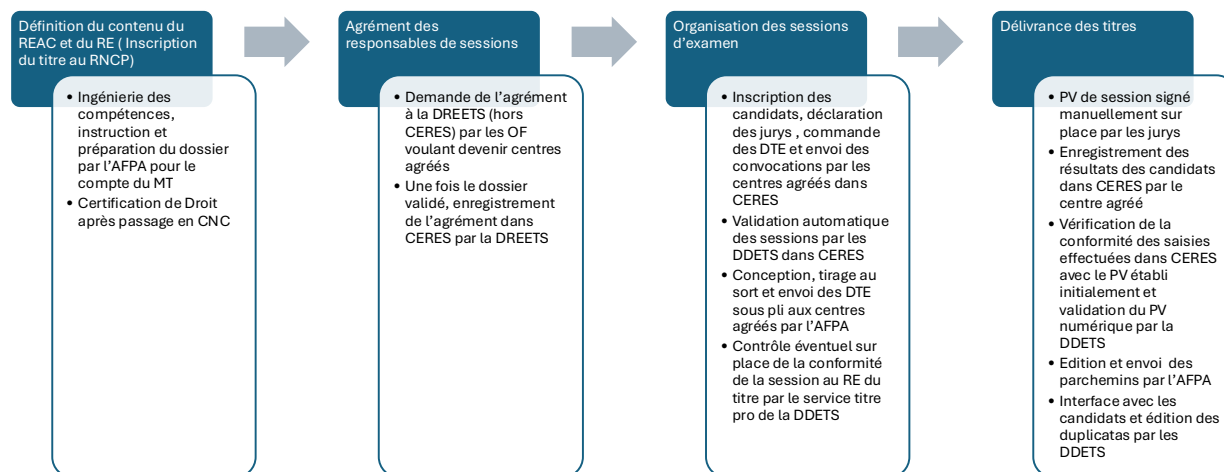 Définition du contenu du
REAC et du RE ( Inscription
du titre au RNCP)
• Ingénierie des
compétences,
instruction et
préparation du dossier
par l’AFPA pour le
compte du MT
• Certification de Droit
après passage en CNC
Agrément des
responsables de sessions
• Demande de l’agrément
à la DREETS (hors
CERES) par les OF
voulant devenir centres
agréés
• Une fois le dossier
validé, enregistrement
de l’agrément dans
CERES par la DREETS
Organisation des sessions
d’examen
• Inscription des
candidats, déclaration
des jurys , commande
des DTE et envoi des
convocations par les
centres agréés dans
CERES
• Validation automatique
des sessions par les
DDETS dans CERES
• Conception, tirage au
sort et envoi des DTE
sous pli aux centres
agréés par l’AFPA
• Contrôle éventuel sur
place de la conformité
de la session au RE du
titre par le service titre
pro de la DDETS
Délivrance des titres
• PV de session signé
manuellement sur
place par les jurys
• Enregistrement des
résultats des candidats
dans CERES par le
centre agréé
• Vérification de la
conformité des saisies
effectuées dans CERES
avec le PV établi
initialement et
validation du PV
numérique par la
DDETS
• Edition et envoi des
parchemins par l’AFPA
• Interface avec les
candidats et édition des
duplicatas par les
DDETS